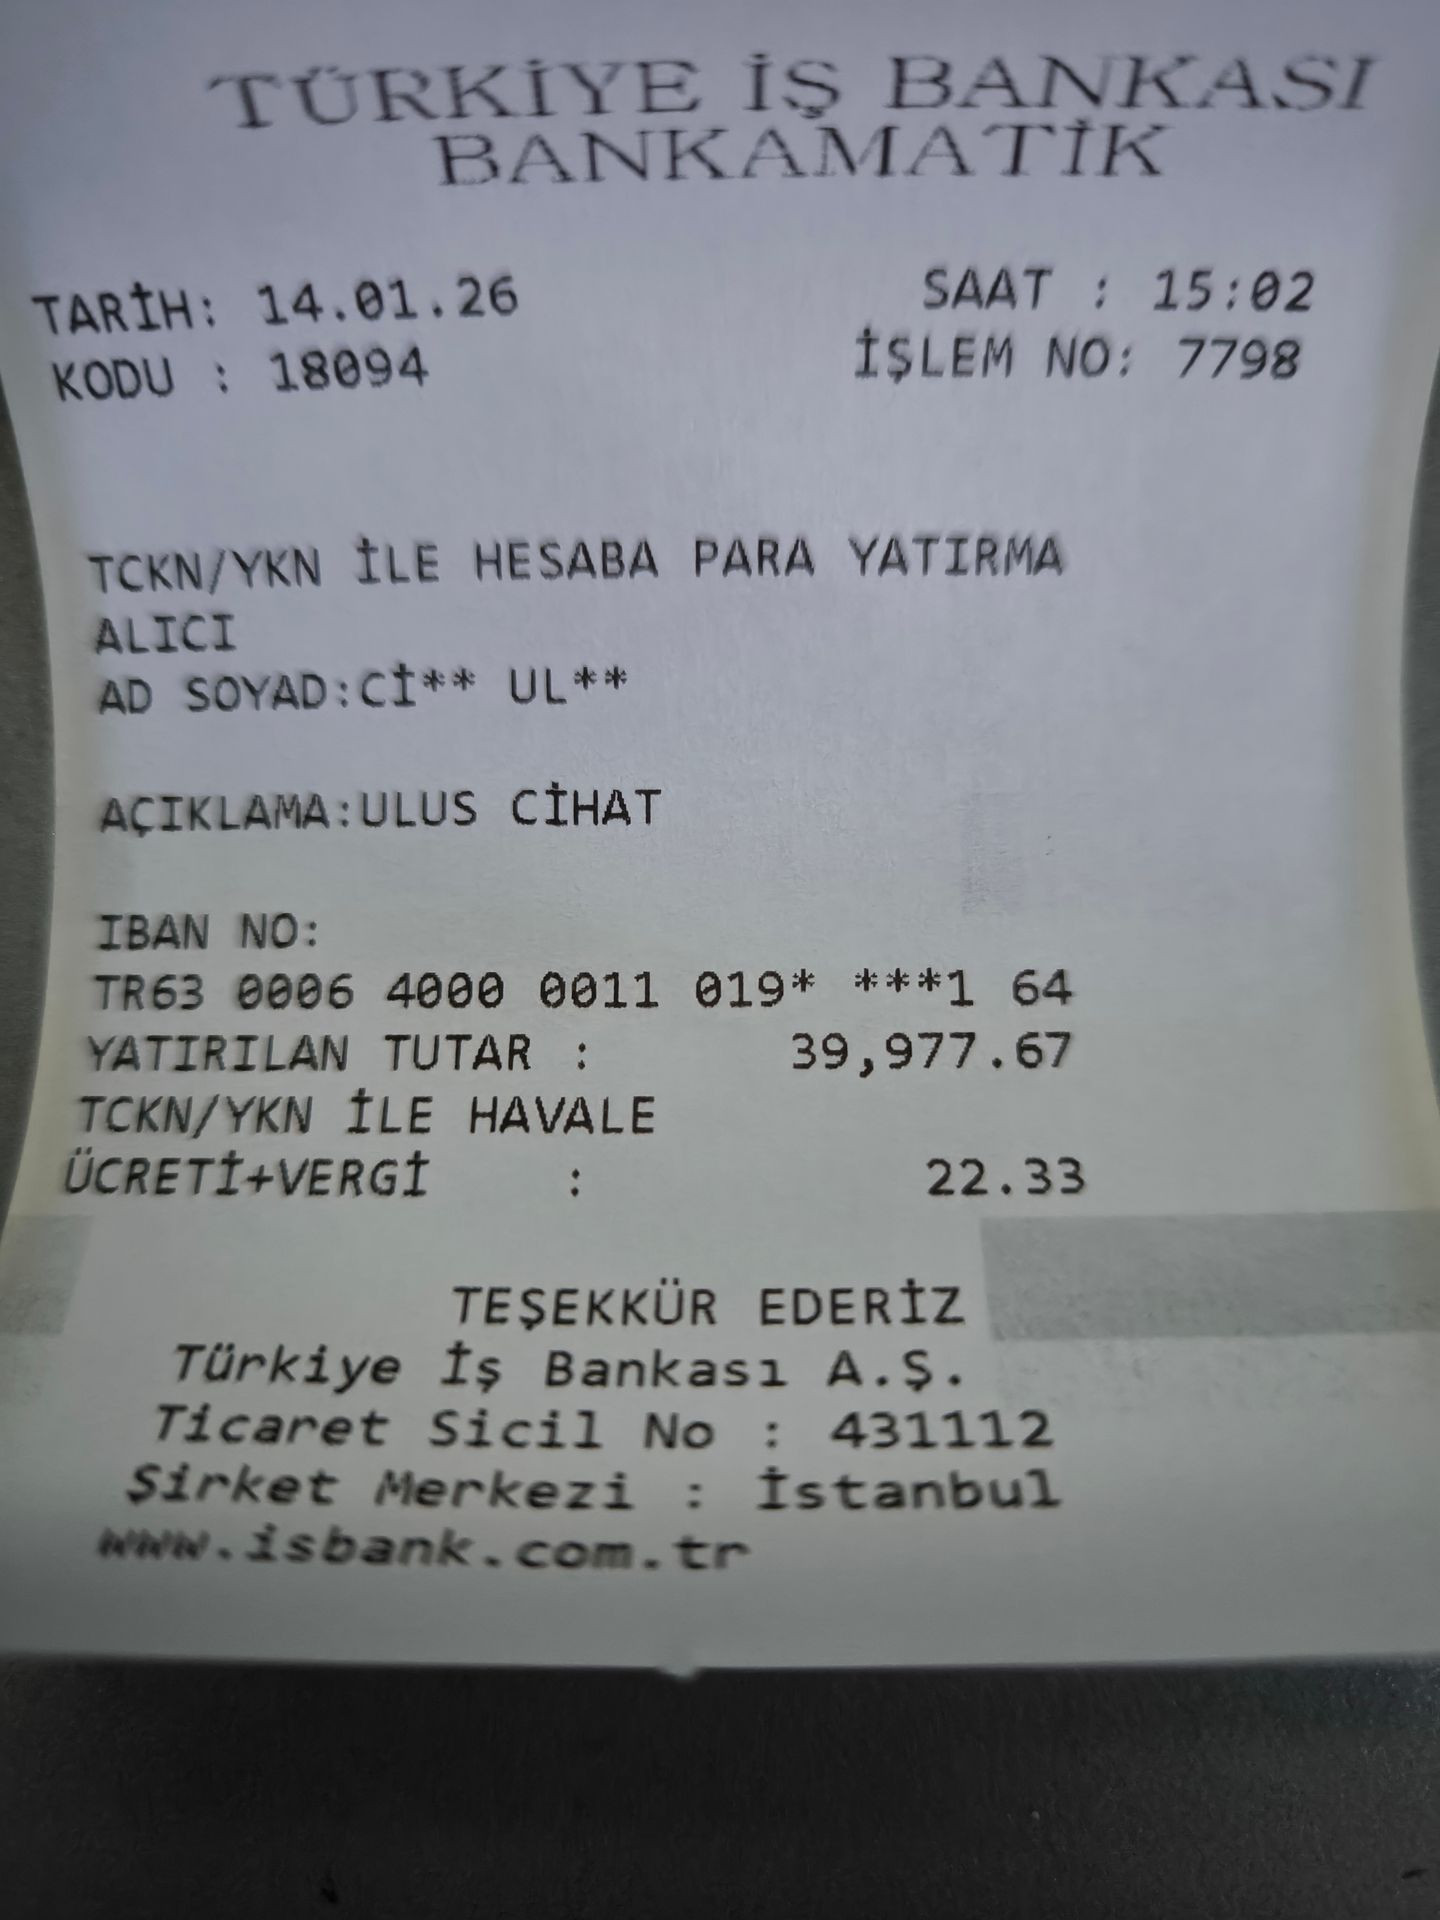 TÜRKİYE İŞ BANKASI
BANKAMATİK
TARİH: 14.01.26 SAAT : 15:02
KODU : 18094 İŞLEM NO: 7798
TCKN/YKN İLE HESABA PARA YATIRMA
ALICI
AD SOYAD:Cİ** UL**
AÇIKLAMA:ULUS CİHAT
IBAN NO:
TR63 0006 4000 0011 019* ***1 64
YATIRILAN TUTAR : 39,977.67
TCKN/YKN İLE HAVALE
ÜCRETİ+VERGİ : 22.33
TEŞEKKÜR EDERİZ
Türkiye İş Bankası A.Ş.
Ticaret Sicil No : 431112
Şirket Merkezi : İstanbul
www.isbank.com.tr